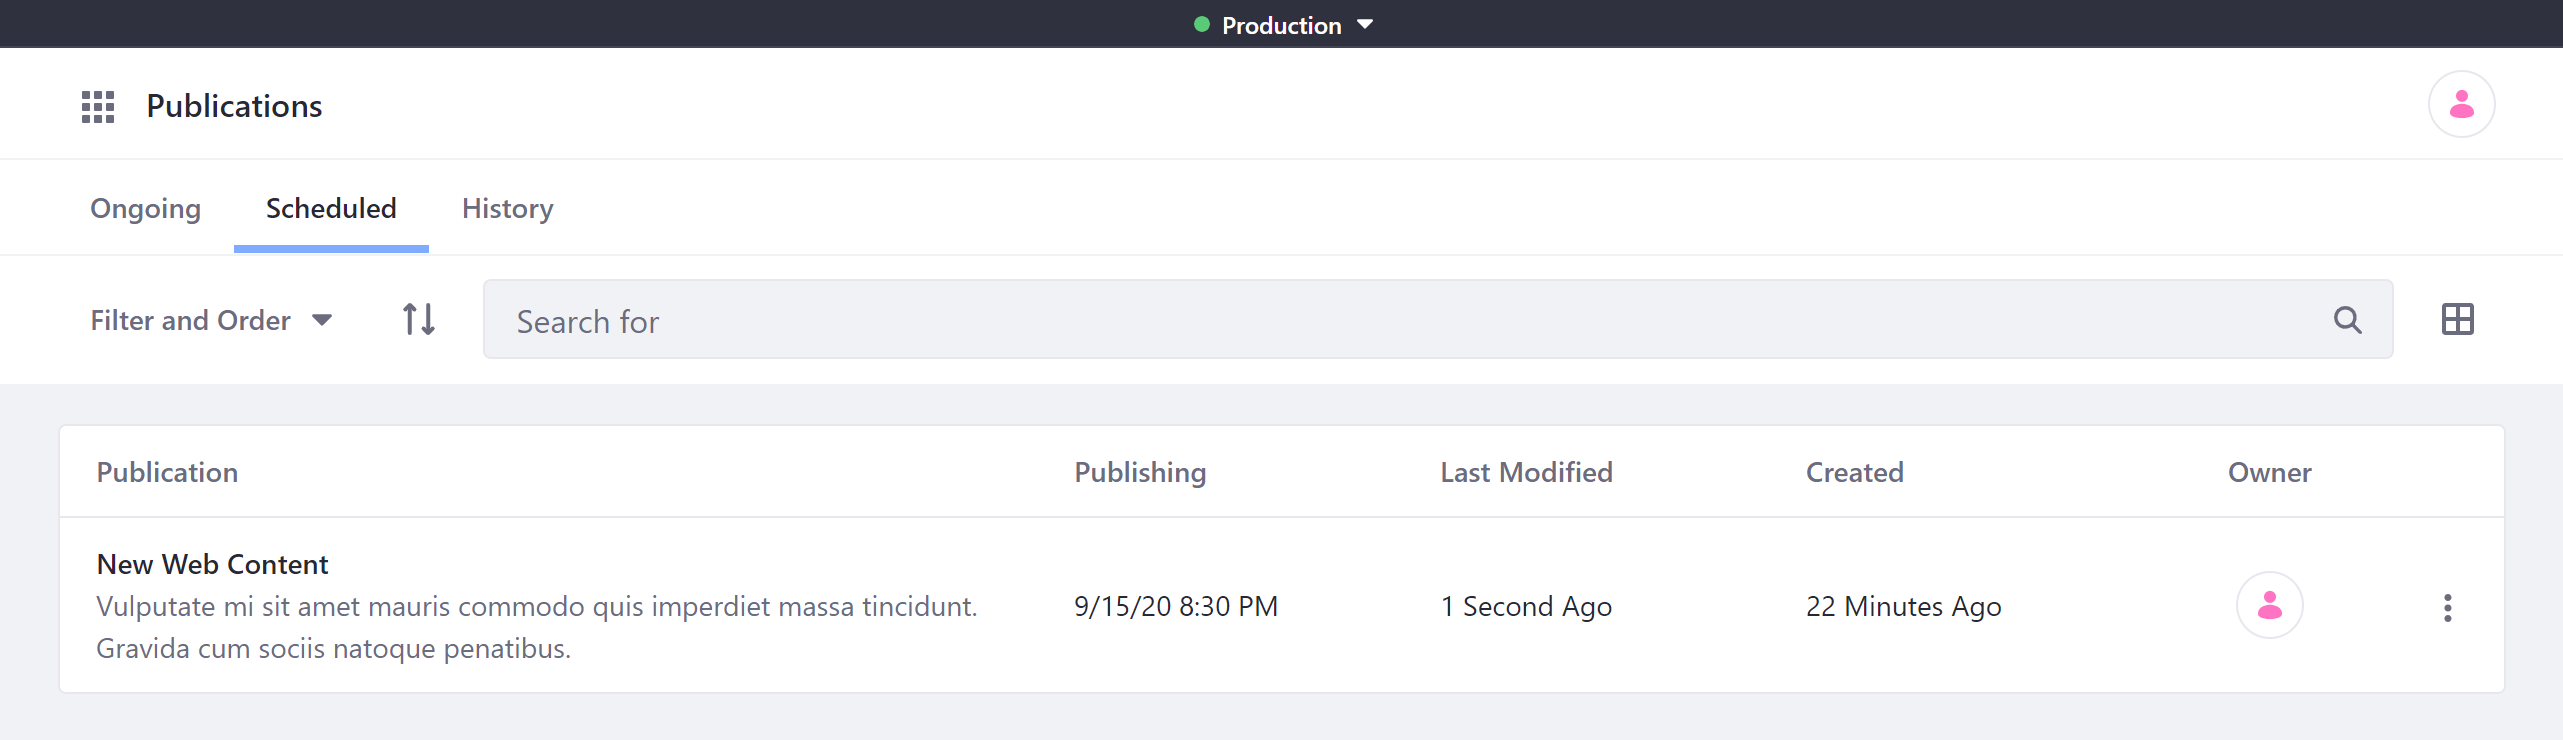 Production
Publications
Ongoing Scheduled History
Filter and Order Search for
Publication Publishing Last Modified Created Owner
New Web Content
Vulputate mi sit amet mauris commodo quis imperdiet massa tincidunt. 9/15/20 8:30 PM 1 Second Ago 22 Minutes Ago
Gravida cum sociis natoque penatibus.